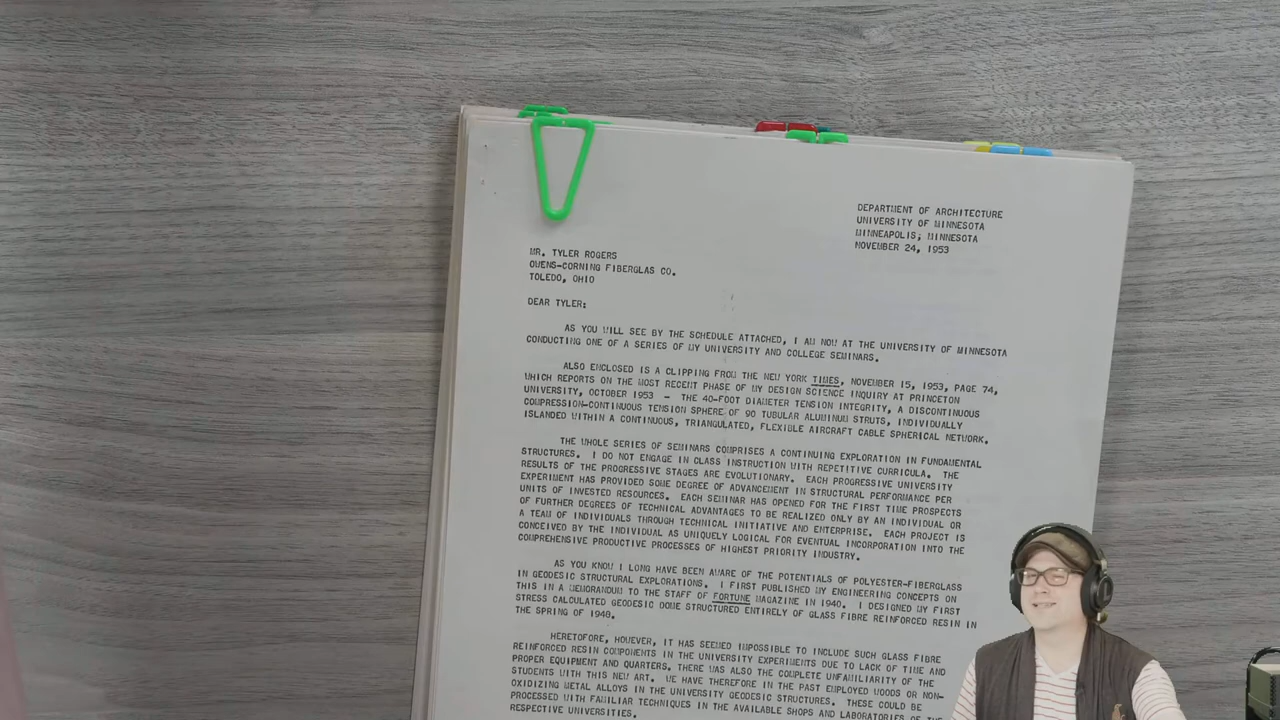 DEPARTMENT OF ARCHITECTURE
UNIVERSITY OF MINNESOTA
MINNEAPOLIS; MINNESOTA
NOVEMBER 24, 1953
MR. TYLER ROGERS
OWENS-CORNING FIBERGLAS CO.
TOLEDO, OHIO
DEAR TYLER:
AS YOU WILL SEE BY THE SCHEDULE ATTACHED, I AM NOW AT THE UNIVERSITY OF MINNESOTA
CONDUCTING ONE OF A SERIES OF MY UNIVERSITY AND COLLEGE SEMINARS.
ALSO ENCLOSED IS A CLIPPING FROM THE NEW YORK TIMES, NOVEMBER 15, 1953, PAGE 74,
WHICH REPORTS ON THE MOST RECENT PHASE OF MY DESIGN SCIENCE INQUIRY AT PRINCETON
UNIVERSITY, OCTOBER 1953 - THE 40-FOOT DIAMETER TENSION INTEGRITY, A DISCONTINUOUS
COMPRESSION-CONTINUOUS TENSION SPHERE OF 90 TUBULAR ALUMINUM STRUTS, INDIVIDUALLY
ISLANDED WITHIN A CONTINUOUS, TRIANGULATED, FLEXIBLE AIRCRAFT CABLE SPHERICAL NETWORK.
THE WHOLE SERIES OF SEMINARS COMPRISES A CONTINUING EXPLORATION IN FUNDAMENTAL
STRUCTURES. I DO NOT ENGAGE IN CLASS INSTRUCTION WITH REPETITIVE CURRICULA. THE
RESULTS OF THE PROGRESSIVE STAGES ARE EVOLUTIONARY. EACH PROGRESSIVE UNIVERSITY
EXPERIMENT HAS PROVIDED SOME DEGREE OF ADVANCEMENT IN STRUCTURAL PERFORMANCE PER
UNITS OF INVESTED RESOURCES. EACH SEMINAR HAS OPENED FOR THE FIRST TIME PROSPECTS
OF FURTHER DEGREES OF TECHNICAL ADVANTAGES TO BE REALIZED ONLY BY AN INDIVIDUAL OR
A TEAM OF INDIVIDUALS THROUGH TECHNICAL INITIATIVE AND ENTERPRISE. EACH PROJECT IS
CONCEIVED BY THE INDIVIDUAL AS UNIQUELY LOGICAL FOR EVENTUAL INCORPORATION INTO THE
COMPREHENSIVE PRODUCTIVE PROCESSES OF HIGHEST PRIORITY INDUSTRY.
AS YOU KNOW I LONG HAVE BEEN AWARE OF THE POTENTIALS OF POLYESTER-FIBERGLASS
IN GEODESIC STRUCTURAL EXPLORATIONS. I FIRST PUBLISHED MY ENGINEERING CONCEPTS ON
THIS IN A MEMORANDUM TO THE STAFF OF FORTUNE MAGAZINE IN 1940. I DESIGNED MY FIRST
STRESS CALCULATED GEODESIC DOME STRUCTURED ENTIRELY OF GLASS FIBRE REINFORCED RESIN IN
THE SPRING OF 1948.
HERETOFORE, HOWEVER, IT HAS SEEMED IMPOSSIBLE TO INCLUDE SUCH GLASS FIBRE
REINFORCED RESIN COMPONENTS IN THE UNIVERSITY EXPERIMENTS DUE TO LACK OF TIME AND
PROPER EQUIPMENT AND QUARTERS. THERE WAS ALSO THE COMPLETE UNFAMILIARITY OF THE
STUDENTS WITH THIS NEW ART. WE HAVE THEREFORE IN THE PAST EMPLOYED WOODS OR NON-
OXIDIZING METAL ALLOYS IN THE UNIVERSITY GEODESIC STRUCTURES. THESE COULD BE
PROCESSED WITH FAMILIAR TECHNIQUES IN THE AVAILABLE SHOPS AND LABORATORIES OF THE
RESPECTIVE UNIVERSITIES.